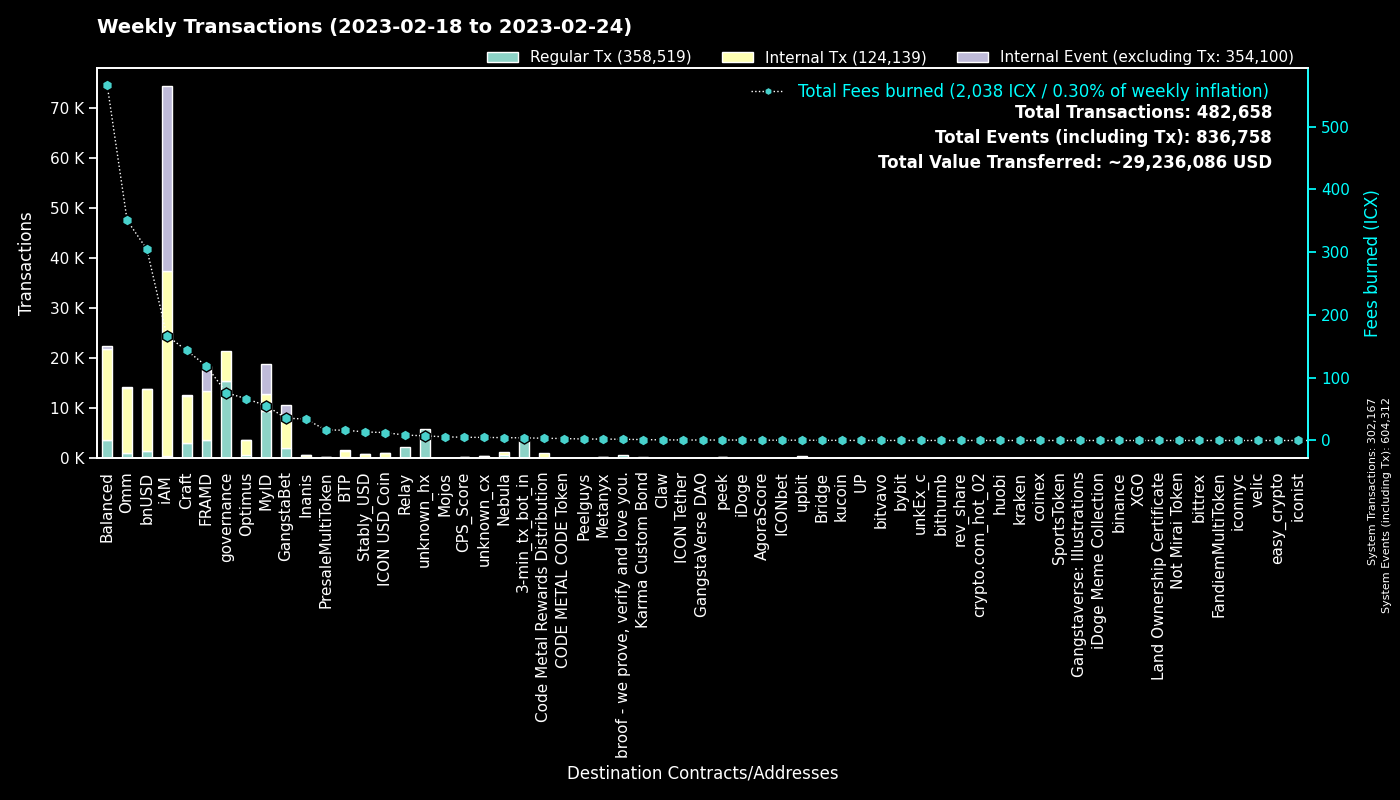 Weekly Transactions (2023-02-18 to 2023-02-24)
Regular Tx (358,519)
Internal Tx (124,139)
Internal Event (excluding Tx: 354,100)
Total Fees burned (2,038 ICX / 0.30% of weekly inflation)
Total Transactions: 482,658
Total Events (including Tx): 836,758
Total Value Transferred: ~29,236,086 USD
Transactions
70 K
60 K
50 K
40 K
30 K
20 K
10 K
0 K
500
400
300
200
100
0
Fees burned (ICX)
System Transactions: 302,167
System Events (including Tx): 604,312
Balanced
Omm
bnUSD
iAM
Craft
FRAMD
governance
Optimus
MyID
GangstaBet
Inanis
PresaleMultiToken
BTP
Stably_USD
ICON USD Coin
Relay
unknown_hx
Mojos
CPS_Score
unknown_cx
Nebula
3-min_tx_bot_in
Code Metal Rewards Distribution
CODE METAL CODE Token
Peelguys
Metanyx
broof - we prove, verify and love you.
Karma Custom Bond
Claw
ICON Tether
GangstaVerse DAO
peek
iDoge
AgoraScore
ICONbet
upbit
Bridge
kucoin
UP
bitvavo
bybit
unkEx_c
bithumb
rev_share
crypto.com_hot_02
huobi
kraken
coinex
SportsToken
Gangstaverse: Illustrations
iDoge Meme Collection
binance
XGO
Land Ownership Certificate
Not Mirai Token
bittrex
FandiemMultiToken
iconnyc
velic
easy_crypto
iconist
Destination Contracts/Addresses